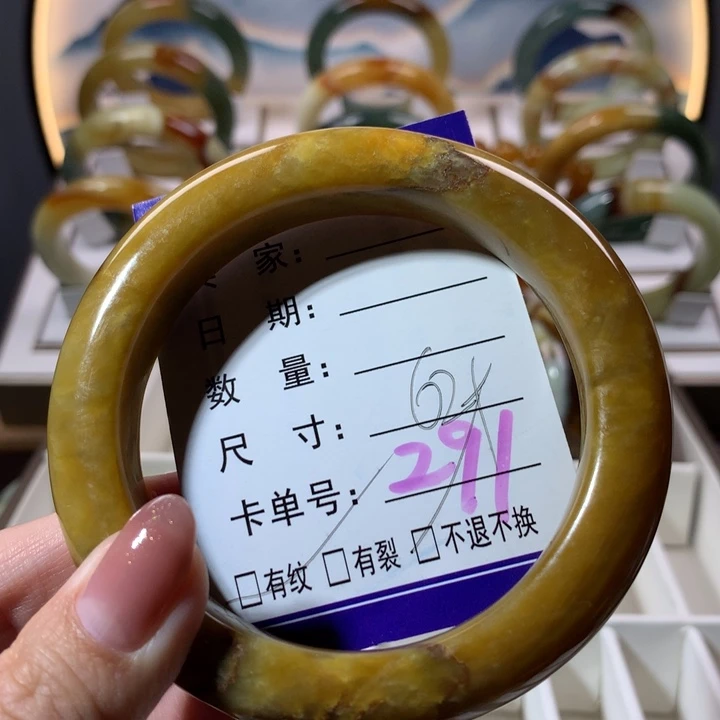 家：
日 期：
数 量：
尺 寸： 62
卡单号： 291
□有纹 □有裂 □不退不换